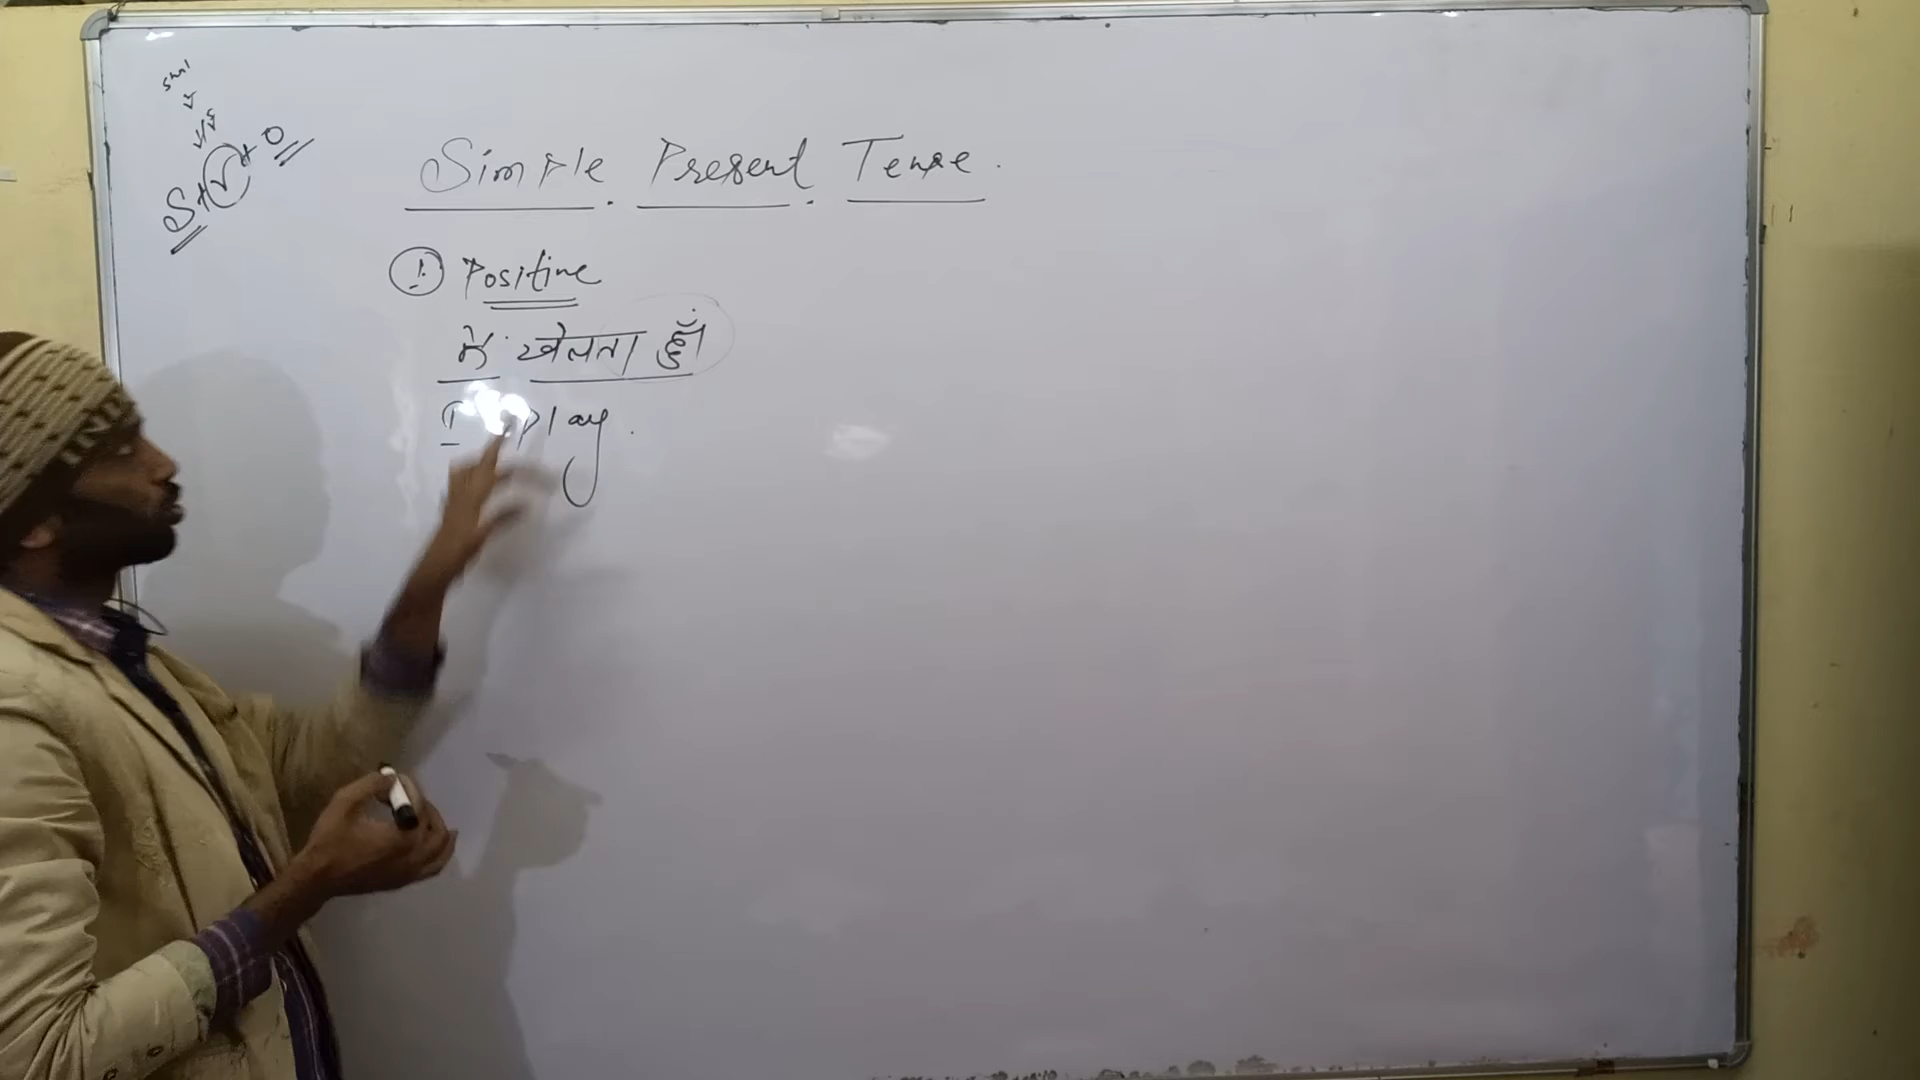 S+V+O
Simple Present Tense.
① Positive
मैं खेलता हूँ।
I play.